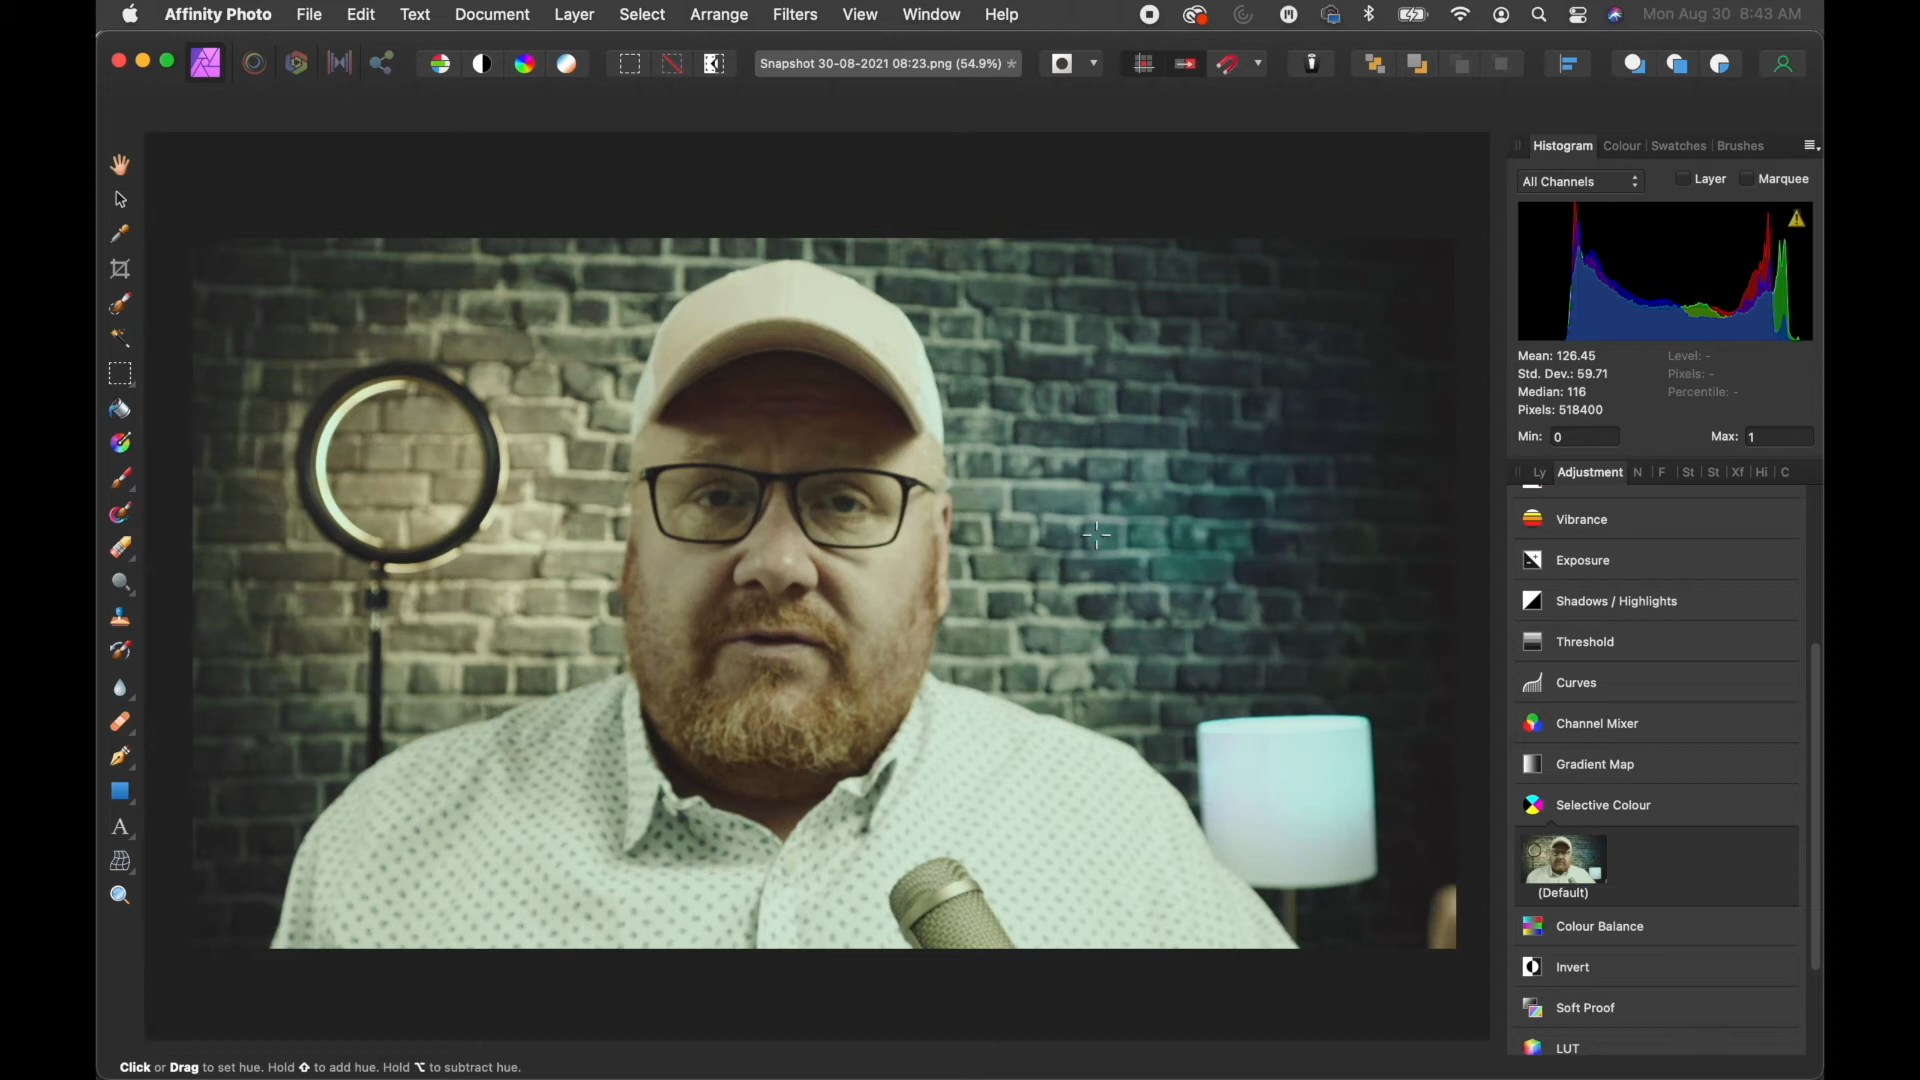 Affinity Photo File Edit Text Document Layer Select Arrange Filters View Window Help Mon Aug 30 8:43 AM
Snapshot 30-08-2021 08:23.png (54.9%) *
Histogram Colour Swatches Brushes
All Channels Layer Marquee
Mean: 126.45 Level: -
Std. Dev.: 59.71 Pixels: -
Median: 116 Percentile: -
Pixels: 518400
Min: 0 Max: 1
Ly Adjustment N F St St Xf Hi C
Vibrance
Exposure
Shadows / Highlights
Threshold
Curves
Channel Mixer
Gradient Map
Selective Colour
(Default)
Colour Balance
Invert
Soft Proof
LUT
Click or Drag to set hue. Hold ⇧ to add hue. Hold ⌥ to subtract hue.